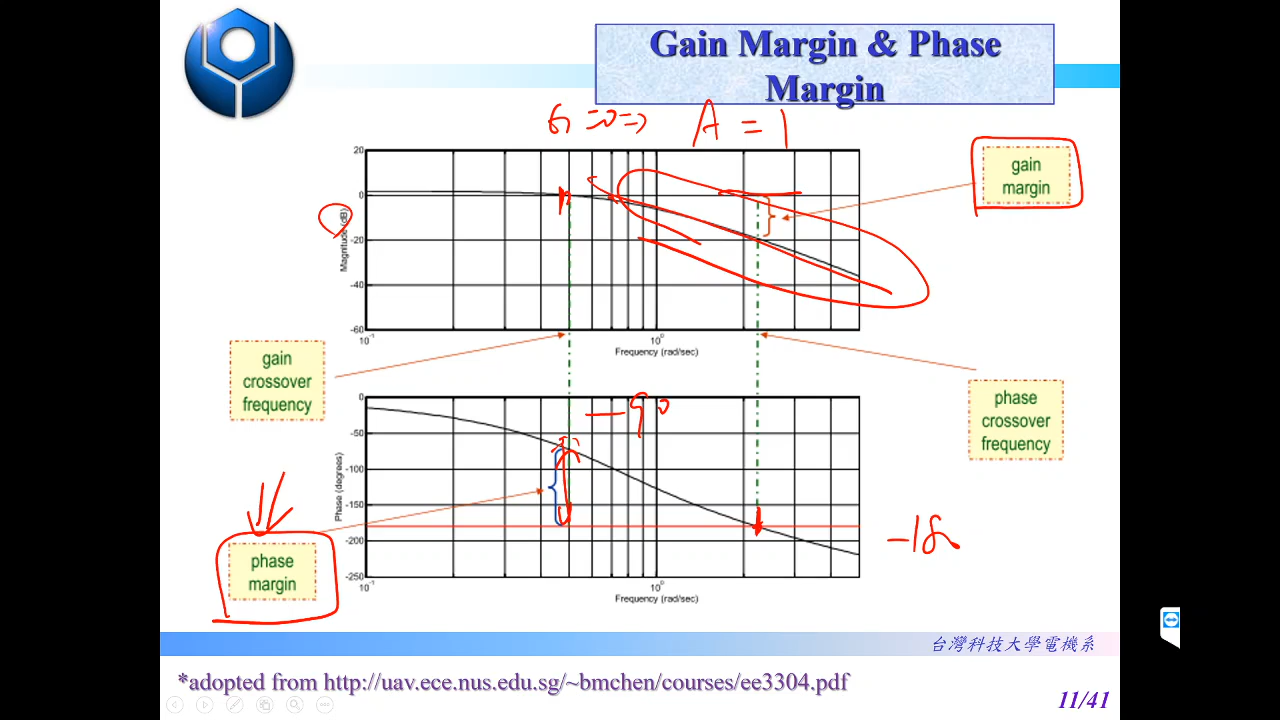 Gain Margin & Phase
Margin
G => 0 => A = 1
gain
margin
20
0
-20
-40
-60
Magnitude (dB)
10^-1
10^0
Frequency (rad/sec)
gain
crossover
frequency
phase
crossover
frequency
-90
0
-50
-100
-150
-200
-250
Phase (degrees)
10^-1
10^0
Frequency (rad/sec)
-180
phase
margin
台灣科技大學電機系
*adopted from http://uav.ece.nus.edu.sg/~bmchen/courses/ee3304.pdf
11/41